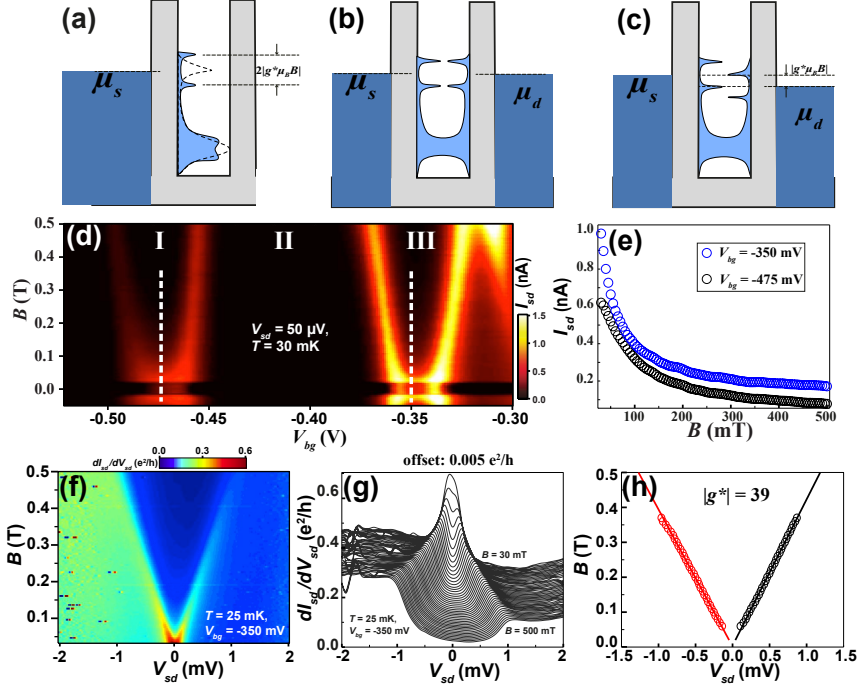 (a)
(b)
(c)
μs
2|g*μBB|
μs
μd
μs
|g*μBB|
μd
(d)
I
II
III
Vsd = 50 μV,
T = 30 mK
B (T)
0.5
0.4
0.3
0.2
0.1
0.0
-0.50
-0.45
-0.40
-0.35
-0.30
Vbg (V)
Isd (nA)
1.5
1.0
0.5
0.0
(e)
Vbg = -350 mV
Vbg = -475 mV
Isd (nA)
1.0
0.8
0.6
0.4
0.2
100
200
300
400
500
B (mT)
dIsd/dVsd (e²/h)
0.0
0.3
0.6
(f)
B (T)
0.5
0.4
0.3
0.2
0.1
T = 25 mK,
Vbg = -350 mV
-2
-1
0
1
2
Vsd (mV)
offset: 0.005 e²/h
(g)
dIsd/dVsd (e²/h)
0.6
0.4
0.2
0.0
B = 30 mT
T = 25 mK,
Vbg = -350 mV
B = 500 mT
-2
-1
0
1
2
Vsd (mV)
(h)
|g*| = 39
B (T)
0.5
0.4
0.3
0.2
0.1
0.0
-1.5
-1.0
-0.5
0.0
0.5
1.0
1.5
Vsd (mV)